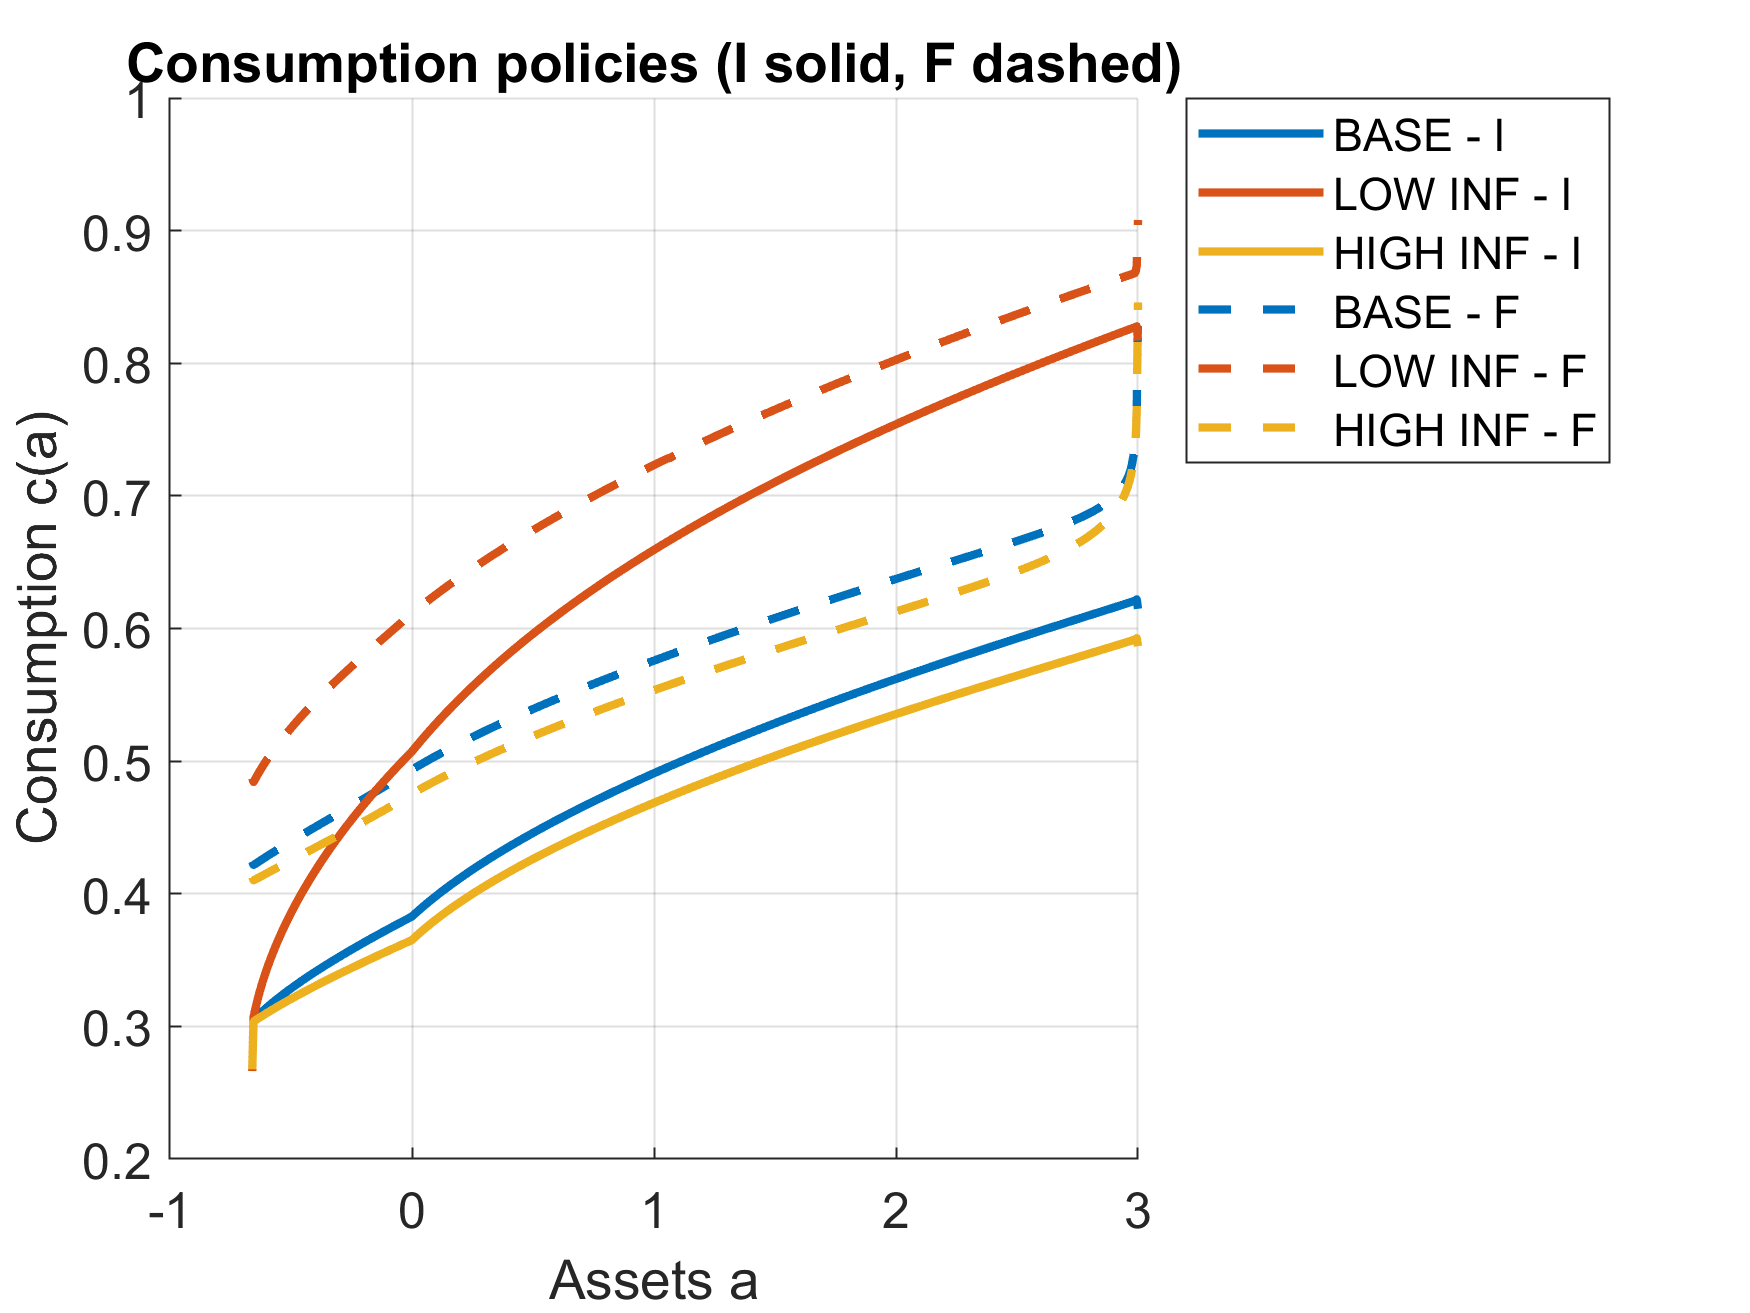 Consumption policies (I solid, F dashed)
1
0.9
0.8
0.7
0.6
0.5
0.4
0.3
0.2
-1
0
1
2
3
Consumption c(a)
Assets a
BASE - I
LOW INF - I
HIGH INF - I
BASE - F
LOW INF - F
HIGH INF - F